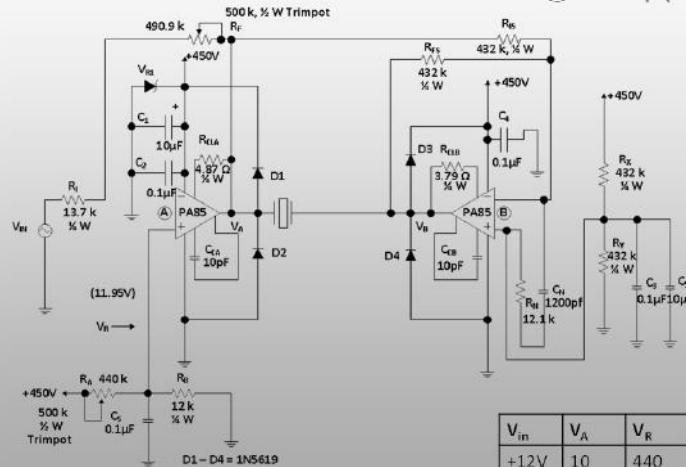 500 k, ½ W Trimpot
490.9 k
R_F
+450V
V_R1
C_1
10µF
+
C_2
0.1µF
R_CLA
4.87 Ω
½ W
D1
D2
R_I
13.7 k
½ W
V_IN
A
PA85
V_A
C_CA
10pF
(11.95V)
V_R
+450V
R_A
440 k
500 k
½ W
Trimpot
C_5
0.1µF
R_B
12 k
¼ W
D1 – D4 = 1N5619
R_IS
432 k, ¼ W
R_FS
432 k
¼ W
+450V
D3
R_CLB
3.79 Ω
½ W
C_4
0.1µF
D4
V_B
PA85
B
C_CB
10pF
R_N
12.1 k
C_N
1200pf
+450V
R_X
432 k
¼ W
R_Y
432 k
¼ W
C_3
0.1µF
10µ
V_in V_A V_R
+12V 10 440